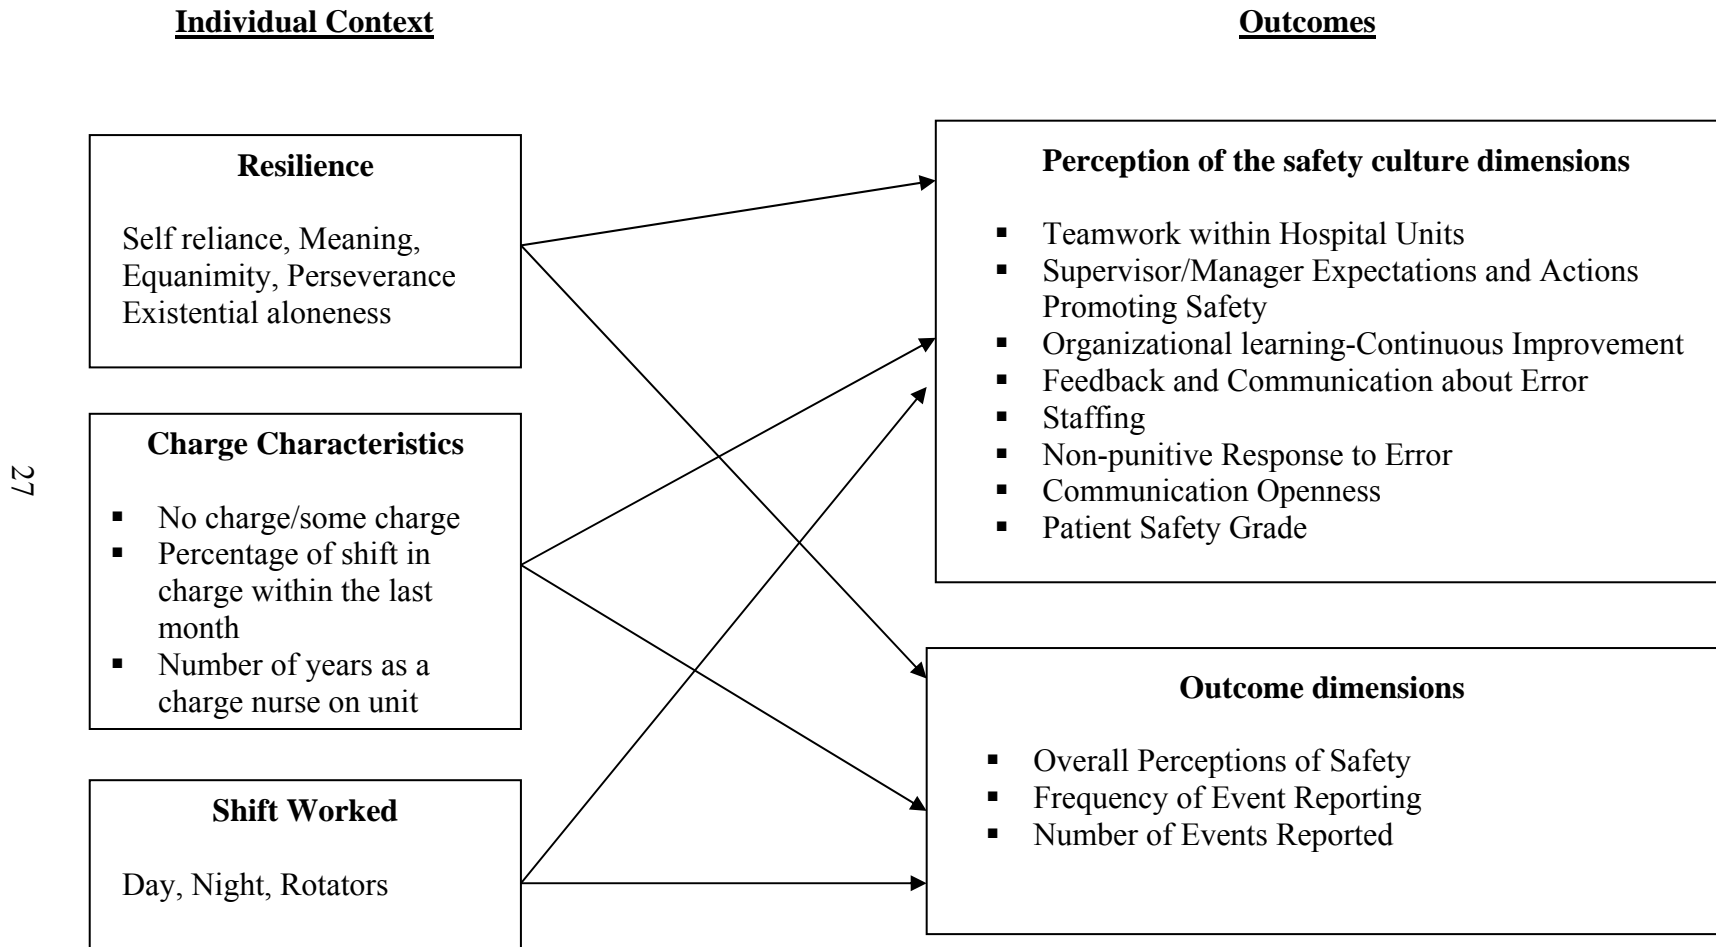 Individual Context
Outcomes
Resilience
Self reliance, Meaning,
Equanimity, Perseverance
Existential aloneness
Charge Characteristics
▪ No charge/some charge
▪ Percentage of shift in
charge within the last
month
▪ Number of years as a
charge nurse on unit
Shift Worked
Day, Night, Rotators
Perception of the safety culture dimensions
▪ Teamwork within Hospital Units
▪ Supervisor/Manager Expectations and Actions
Promoting Safety
▪ Organizational learning-Continuous Improvement
▪ Feedback and Communication about Error
▪ Staffing
▪ Non-punitive Response to Error
▪ Communication Openness
▪ Patient Safety Grade
Outcome dimensions
▪ Overall Perceptions of Safety
▪ Frequency of Event Reporting
▪ Number of Events Reported
27